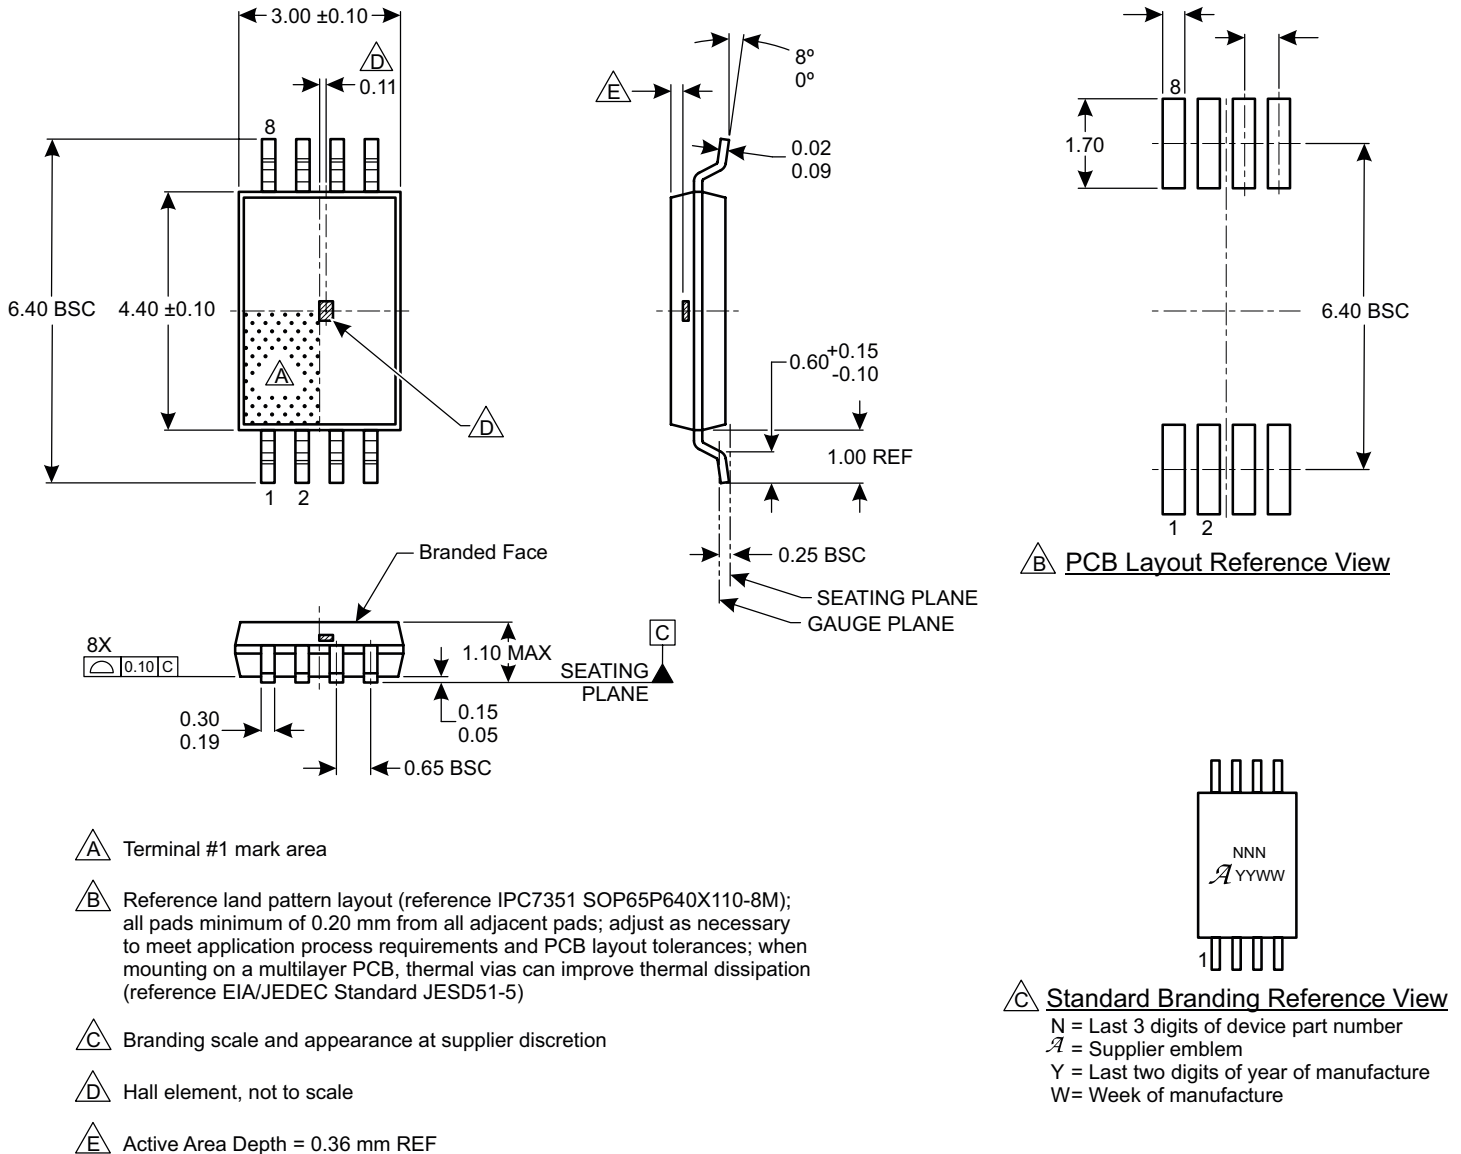 3.00 ±0.10
D
0.11
8
6.40 BSC
4.40 ±0.10
A
D
1 2
E
8º
0º
0.02
0.09
0.60 +0.15
-0.10
1.00 REF
0.25 BSC
SEATING PLANE
GAUGE PLANE
8
1.70
6.40 BSC
1 2
B PCB Layout Reference View
Branded Face
8X
0.10 C
1.10 MAX
C
SEATING
PLANE
0.30
0.19
0.15
0.05
0.65 BSC
A Terminal #1 mark area
B Reference land pattern layout (reference IPC7351 SOP65P640X110-8M);
all pads minimum of 0.20 mm from all adjacent pads; adjust as necessary
to meet application process requirements and PCB layout tolerances; when
mounting on a multilayer PCB, thermal vias can improve thermal dissipation
(reference EIA/JEDEC Standard JESD51-5)
C Branding scale and appearance at supplier discretion
D Hall element, not to scale
E Active Area Depth = 0.36 mm REF
NNN
A YYWW
1
C Standard Branding Reference View
N = Last 3 digits of device part number
A = Supplier emblem
Y = Last two digits of year of manufacture
W= Week of manufacture